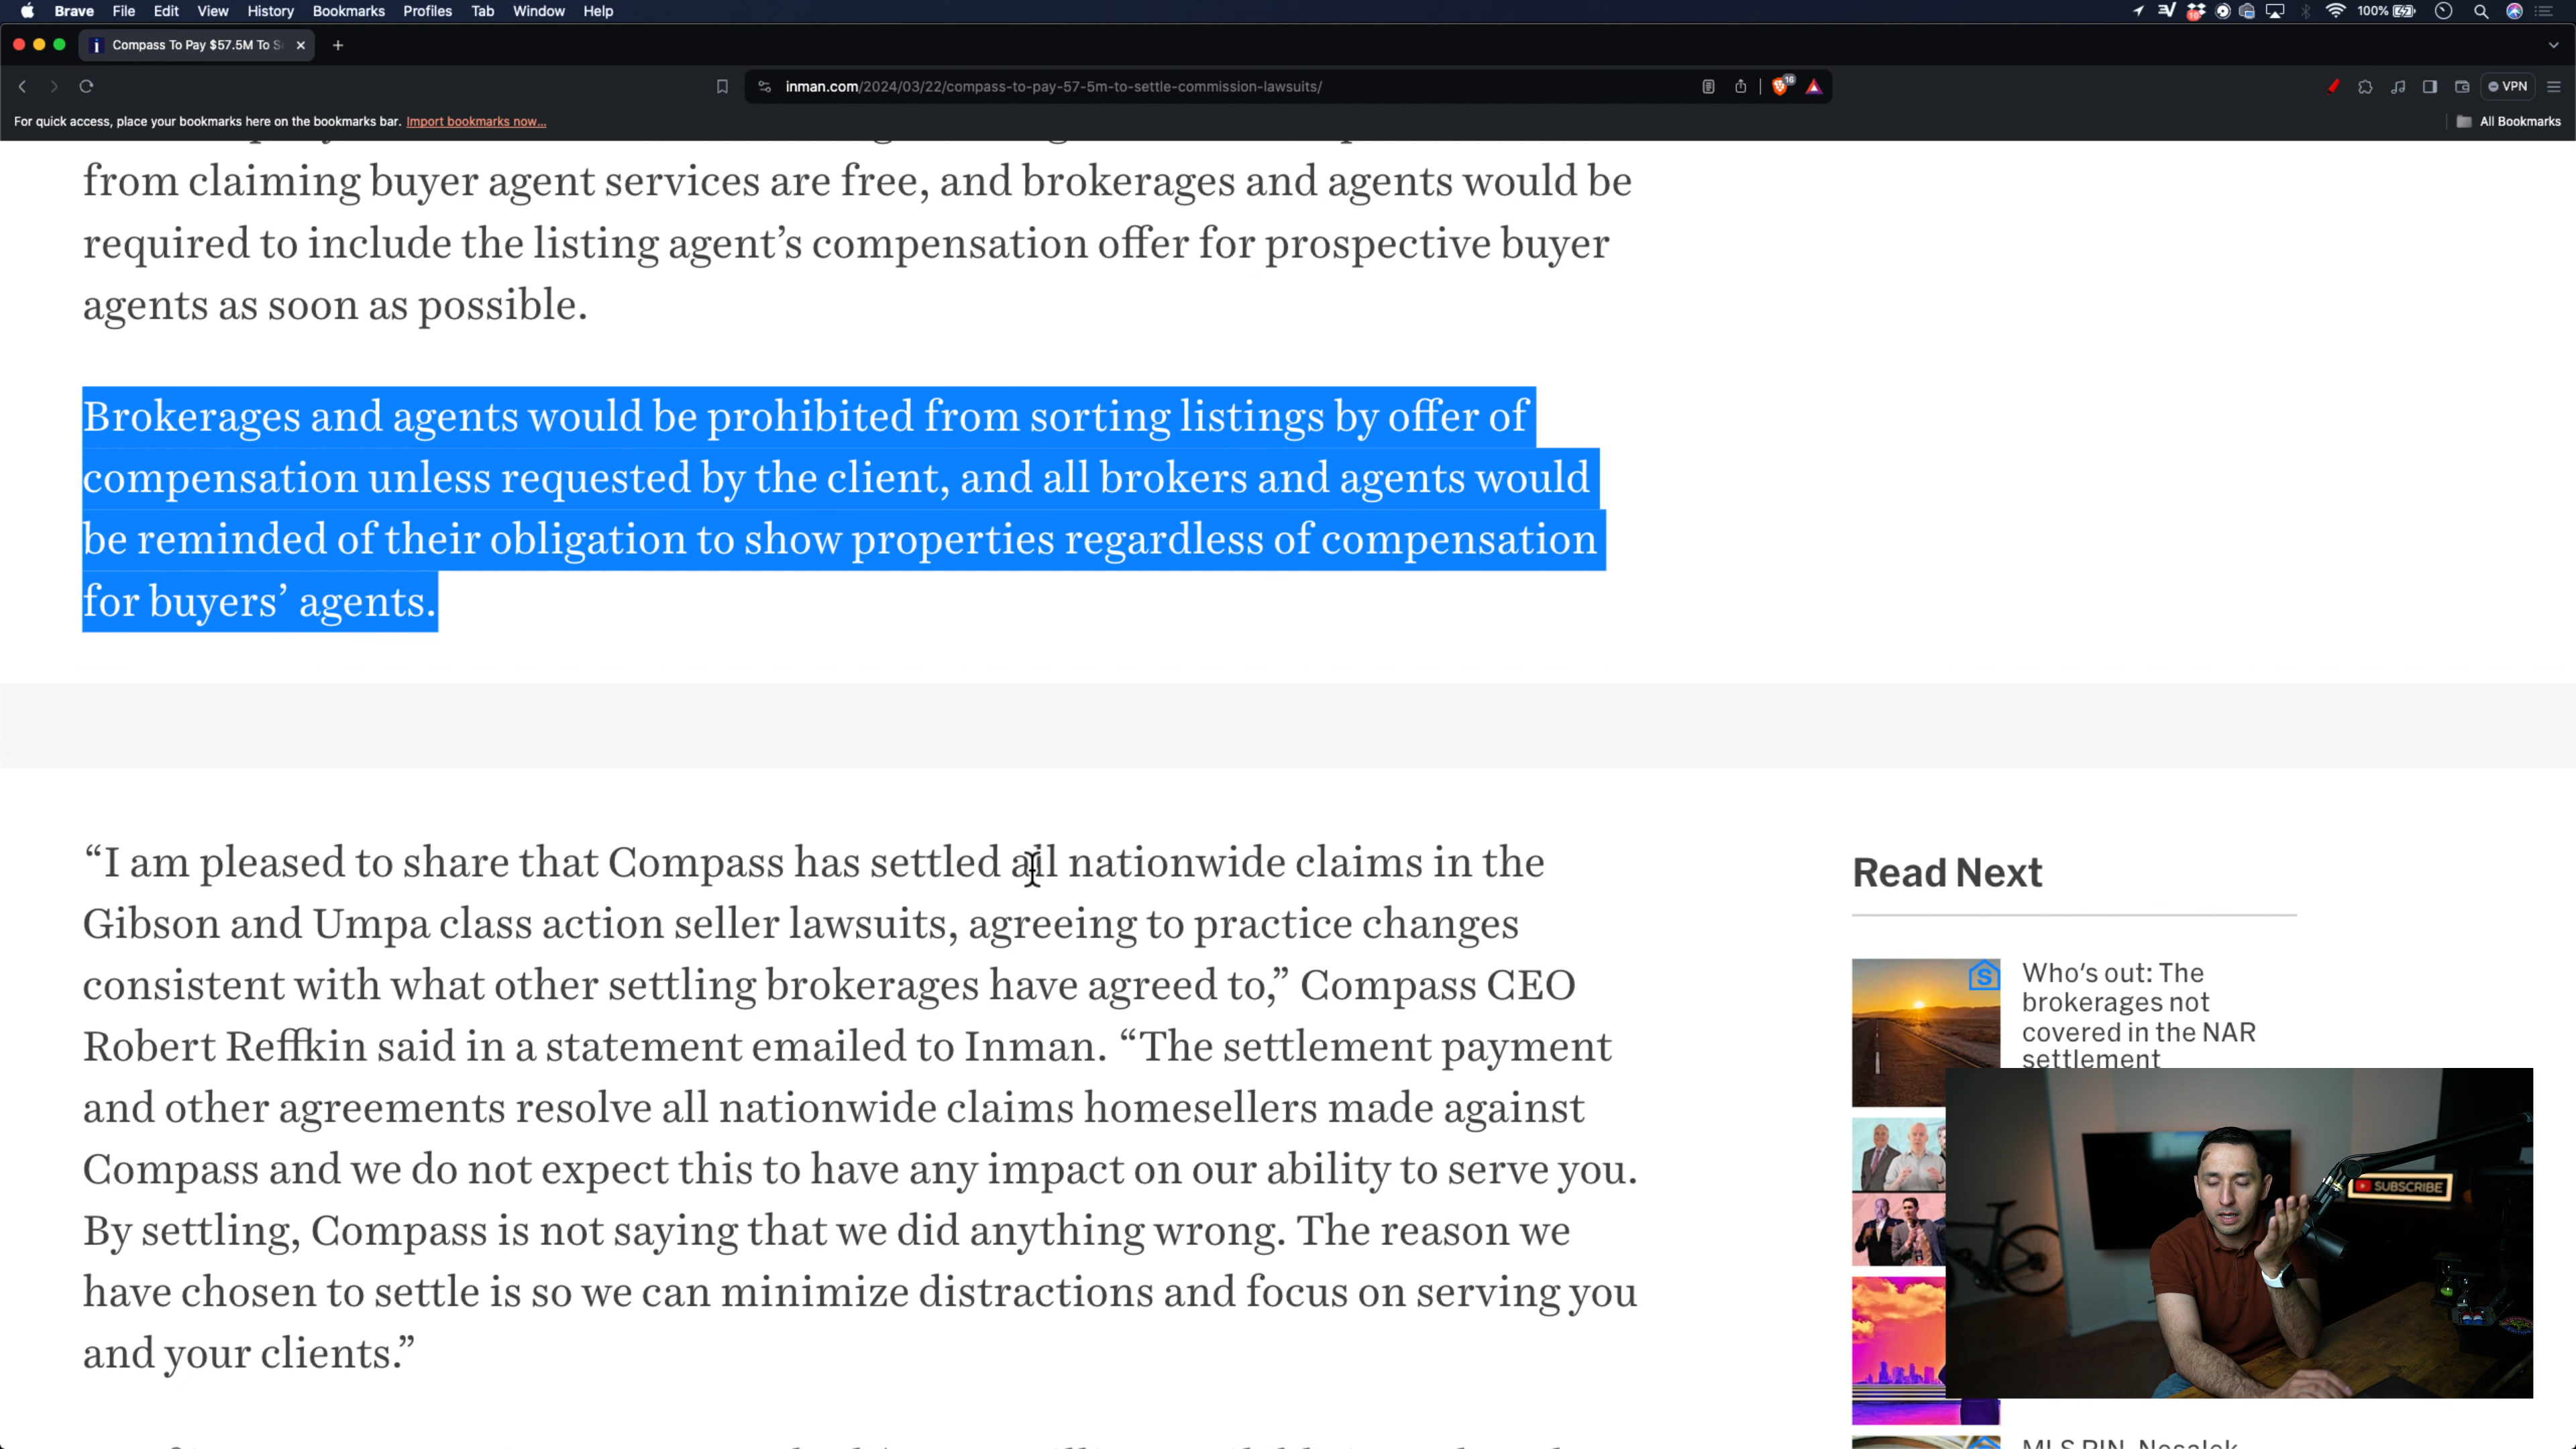 Brave File Edit View History Bookmarks Profiles Tab Window Help
100%
Compass To Pay $57.5M To
inman.com/2024/03/22/compass-to-pay-57-5m-to-settle-commission-lawsuits/
16
VPN
For quick access, place your bookmarks here on the bookmarks bar. Import bookmarks now...
All Bookmarks
from claiming buyer agent services are free, and brokerages and agents would be
required to include the listing agent’s compensation offer for prospective buyer
agents as soon as possible.
Brokerages and agents would be prohibited from sorting listings by offer of
compensation unless requested by the client, and all brokers and agents would
be reminded of their obligation to show properties regardless of compensation
for buyers’ agents.
“I am pleased to share that Compass has settled all nationwide claims in the
Gibson and Umpa class action seller lawsuits, agreeing to practice changes
consistent with what other settling brokerages have agreed to,” Compass CEO
Robert Reffkin said in a statement emailed to Inman. “The settlement payment
and other agreements resolve all nationwide claims homesellers made against
Compass and we do not expect this to have any impact on our ability to serve you.
By settling, Compass is not saying that we did anything wrong. The reason we
have chosen to settle is so we can minimize distractions and focus on serving you
and your clients.”
Read Next
S
Who's out: The
brokerages not
covered in the NAR
settlement
SUBSCRIBE
MLS PIN, Nosalek